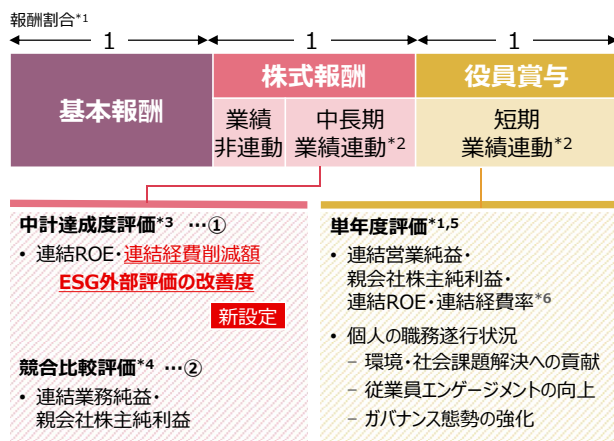 報酬割合*1
1 1 1
基本報酬
株式報酬
業績
非連動
中長期
業績連動*2
役員賞与
短期
業績連動*2
中計達成度評価*3 …①
• 連結ROE・連結経費削減額
ESG外部評価の改善度
新設定
競合比較評価*4 …②
• 連結業務純益・
親会社株主純利益
単年度評価*1,5
• 連結営業純益・
親会社株主純利益・
連結ROE・連結経費率*6
• 個人の職務遂行状況
− 環境・社会課題解決への貢献
− 従業員エンゲージメントの向上
− ガバナンス態勢の強化